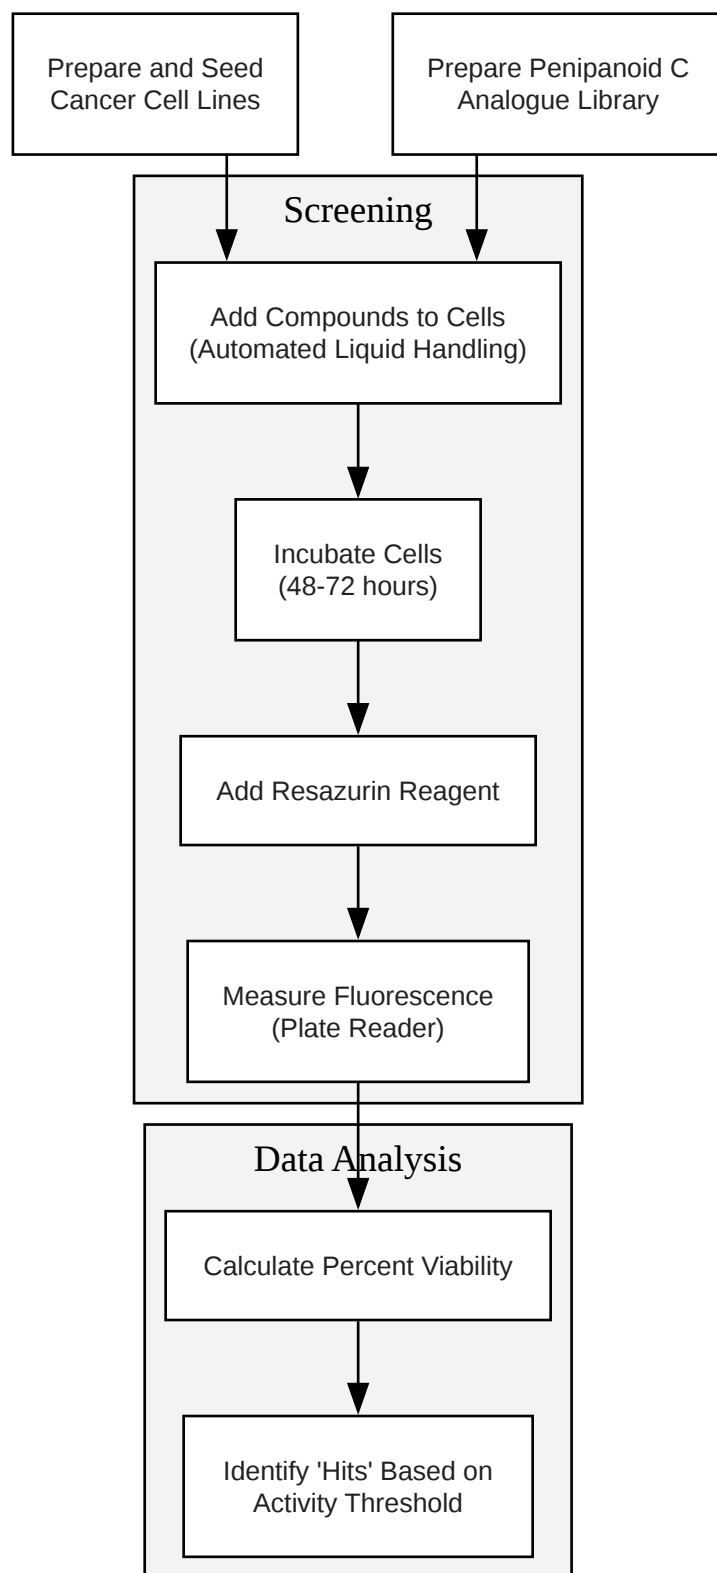 Prepare and Seed
Cancer Cell Lines
Prepare Penipanoid C
Analogue Library
Screening
Add Compounds to Cells
(Automated Liquid Handling)
Incubate Cells
(48-72 hours)
Add Resazurin Reagent
Measure Fluorescence
(Plate Reader)
Data Analysis
Calculate Percent Viability
Identify 'Hits' Based on
Activity Threshold